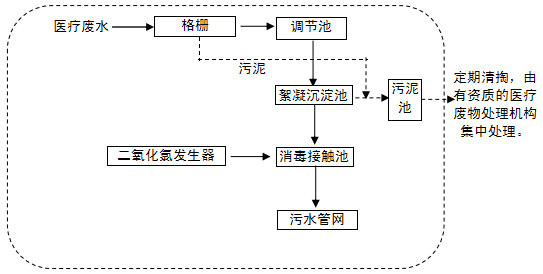 医疗废水
格栅
调节池
污泥
絮凝沉淀池
污泥
池
定期清掏，由
有资质的医疗
废物处理机构
集中处理。
二氧化氯发生器
消毒接触池
污水管网